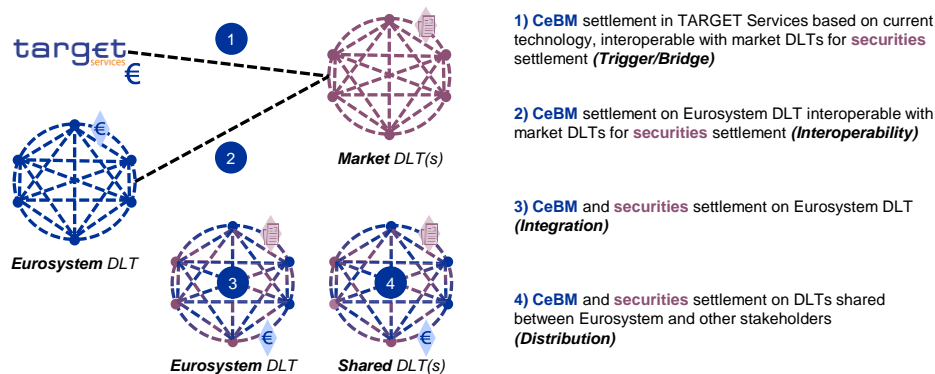 target
services
€
1
Market DLT(s)
€
2
Eurosystem DLT
3
€
Eurosystem DLT
4
€
Shared DLT(s)
1) CeBM settlement in TARGET Services based on current
technology, interoperable with market DLTs for securities
settlement (Trigger/Bridge)
2) CeBM settlement on Eurosystem DLT interoperable with
market DLTs for securities settlement (Interoperability)
3) CeBM and securities settlement on Eurosystem DLT
(Integration)
4) CeBM and securities settlement on DLTs shared
between Eurosystem and other stakeholders
(Distribution)